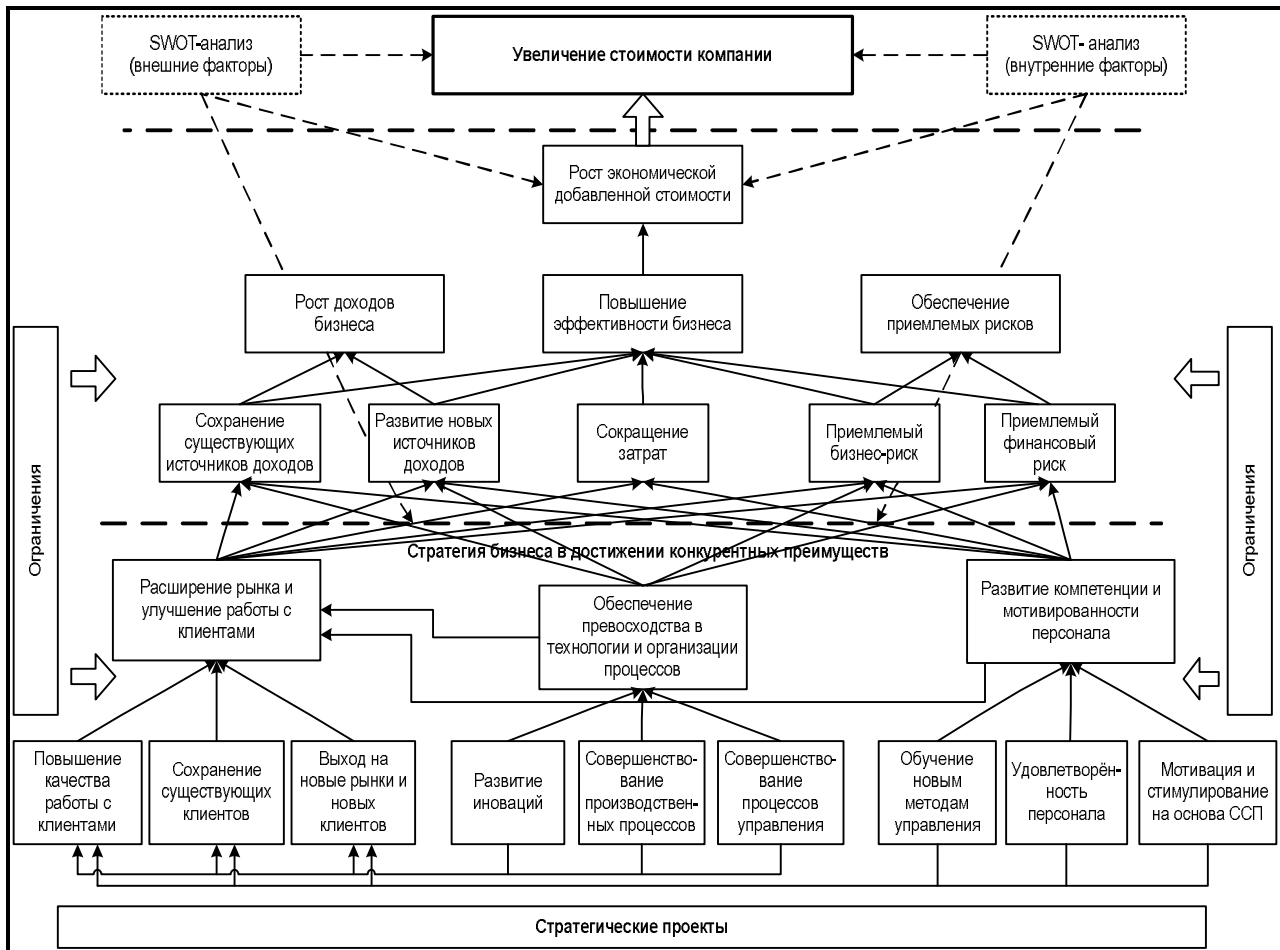 SWOT-анализ
(внешние факторы)
Увеличение стоимости компании
SWOT- анализ
(внутренние факторы)
Рост экономической
добавленной стоимости
Рост доходов
бизнеса
Повышение
эффективности бизнеса
Обеспечение
приемлемых рисков
Ограничения
Ограничения
Сохранение
существующих
источников доходов
Развитие новых
источников
доходов
Сокращение
затрат
Приемлемый
бизнес-риск
Приемлемый
финансовый
риск
Стратегия бизнеса в достижении конкурентных преимуществ
Расширение рынка и
улучшение работы с
клиентами
Обеспечение
превосходства в
технологии и организации
процессов
Развитие компетенции и
мотивированности
персонала
Повышение
качества
работы с
клиентами
Сохранение
существующих
клиентов
Выход на
новые рынки и
новых
клиентов
Развитие
иноваций
Совершенство-
вание
производствен-
ных процессов
Совершенство-
вание
процессов
управления
Обучение
новым
методам
управления
Удовлетворён-
ность
персонала
Мотивация и
стимулирование
на основа ССП
Стратегические проекты